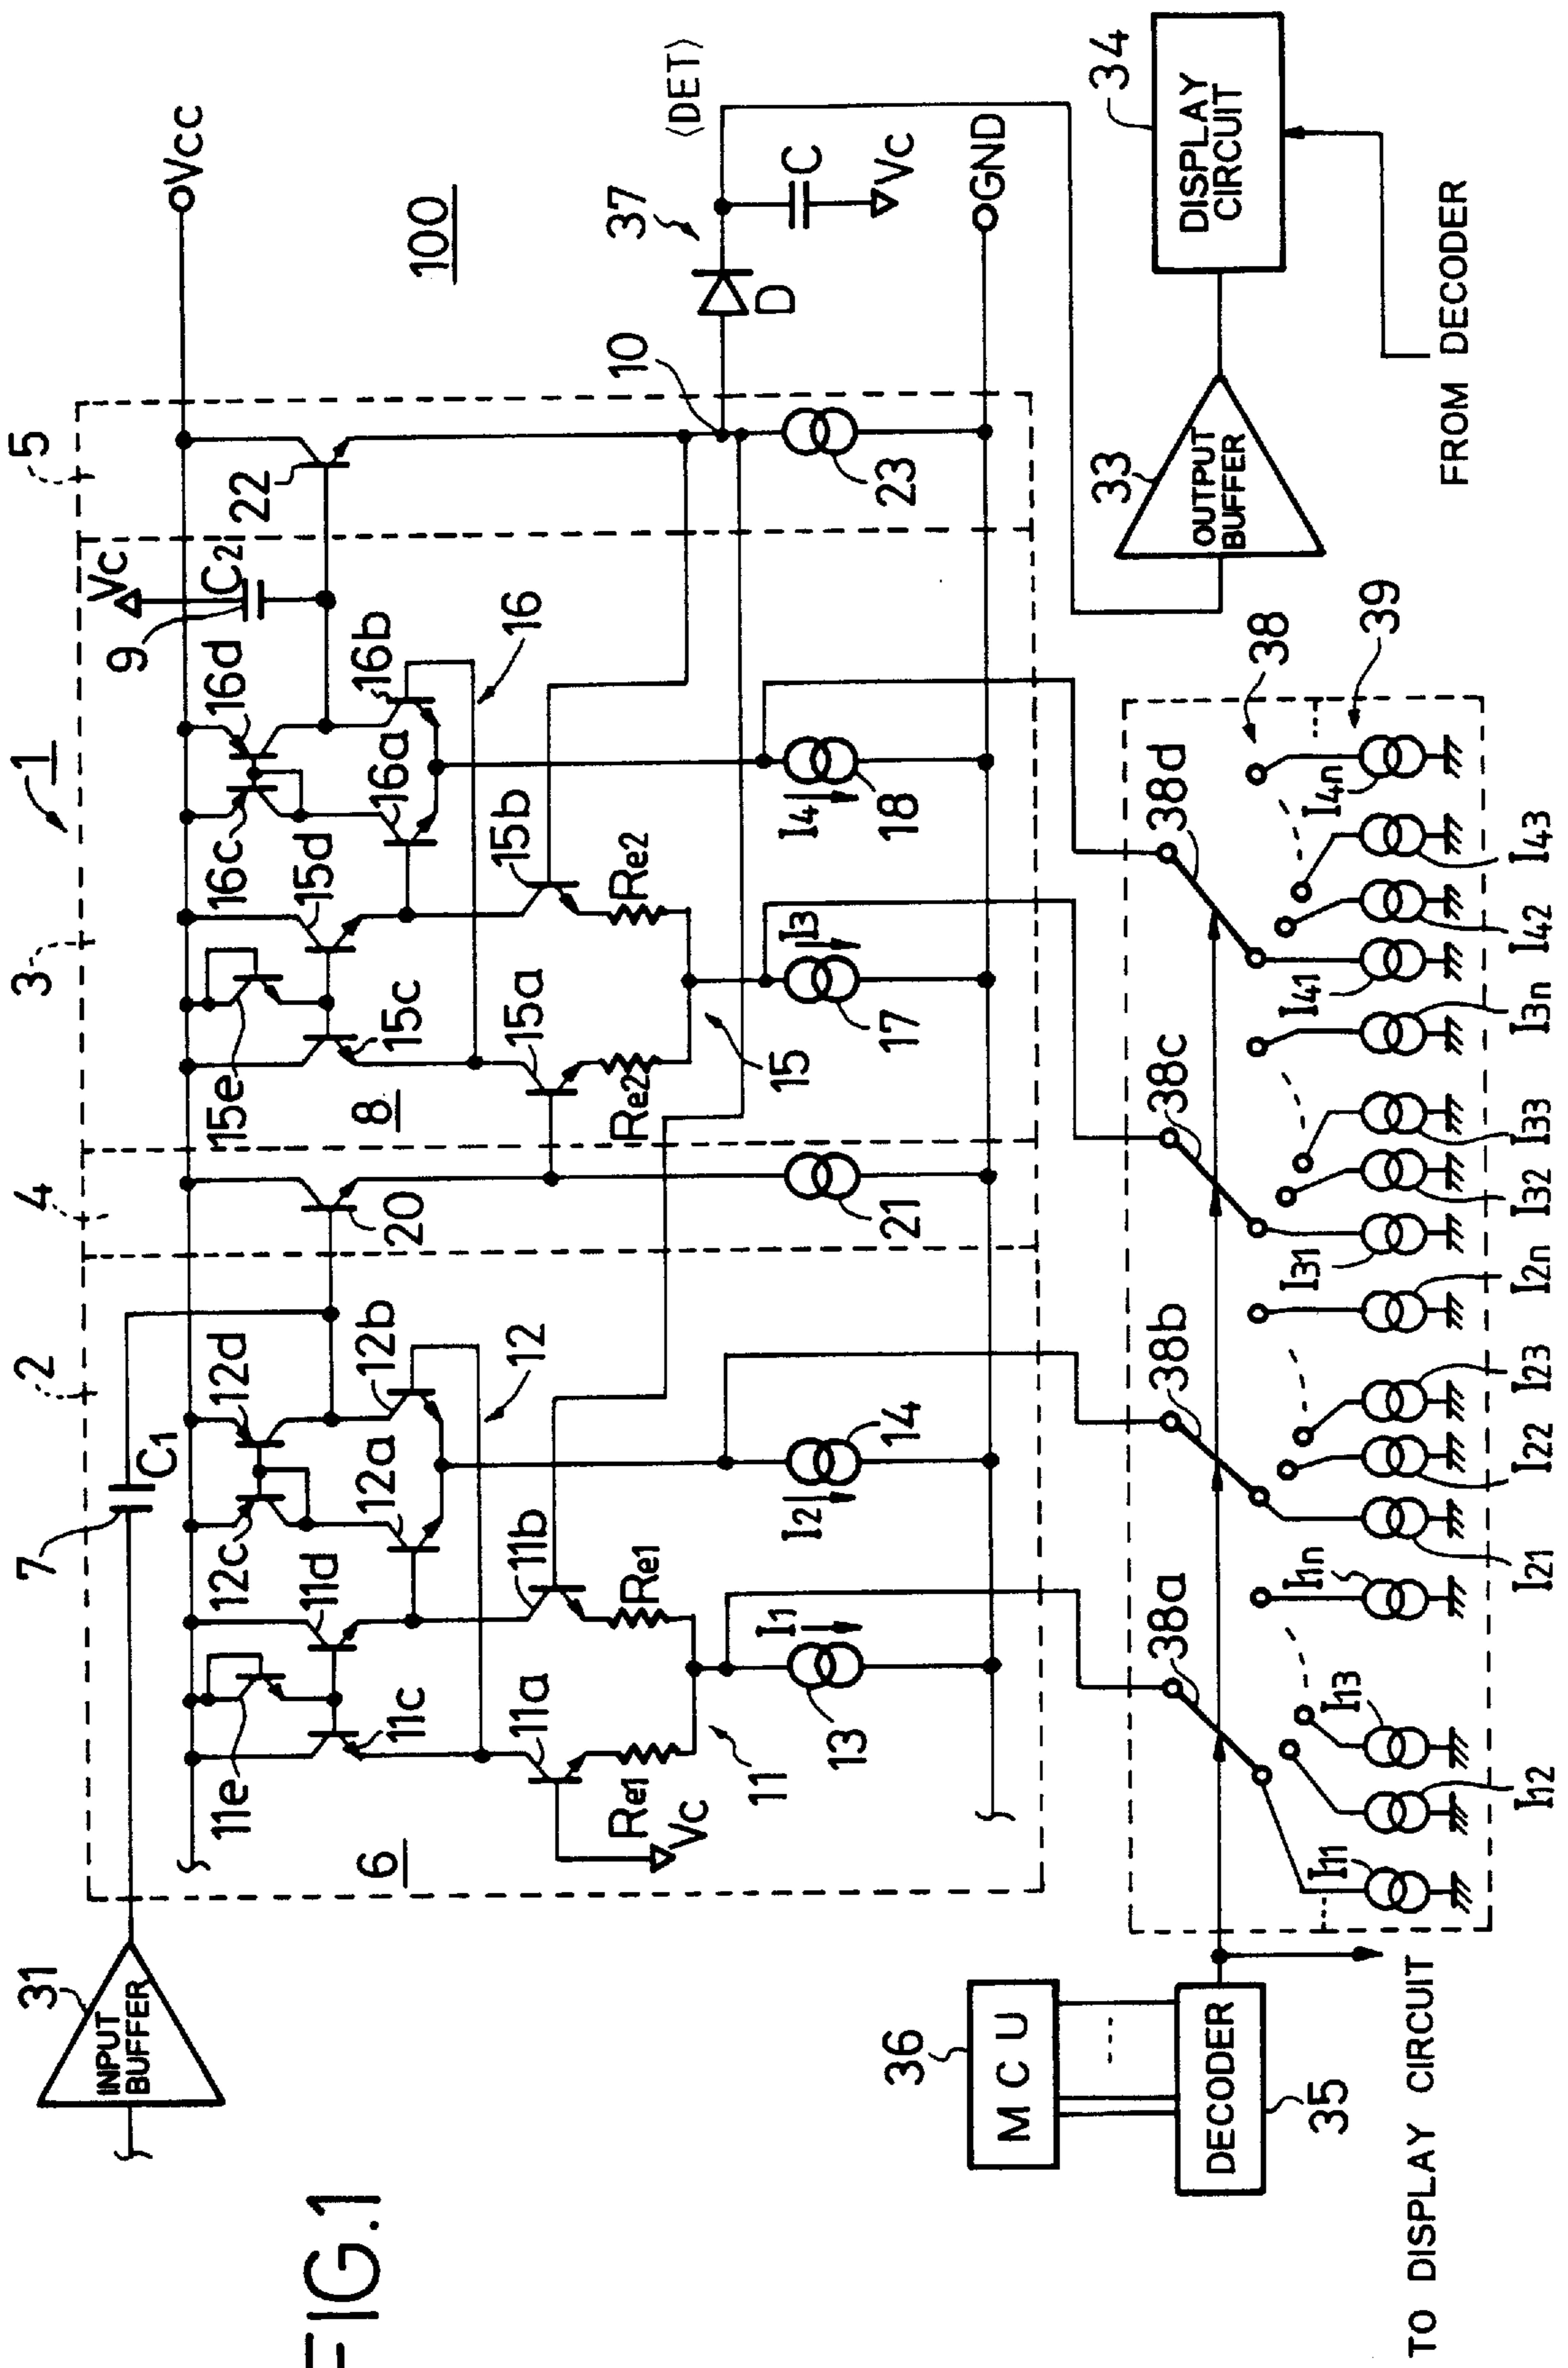 FIG.1
31
INPUT
BUFFER
7
C1
2
4
3
1
5
Vcc
100
6
11e
11c
11d
11a
11b
Re1
Re1
Vc
11
12c
12d
12a
12b
12
13
I1
I2
14
20
21
8
15e
15c
15d
15a
15b
Re2
Re2
15
16c
16d
16a
16b
16
17
I3
I4
18
9
Vc
C2
22
23
10
D
37
C
Vc
⟨DET⟩
GND
36
MCU
DECODER
35
TO DISPLAY CIRCUIT
38a
38b
38c
38d
38
39
I11
I12
I13
I1n
I21
I22
I23
I2n
I31
I32
I33
I3n
I41
I42
I43
I4n
33
OUTPUT
BUFFER
34
DISPLAY
CIRCUIT
FROM DECODER